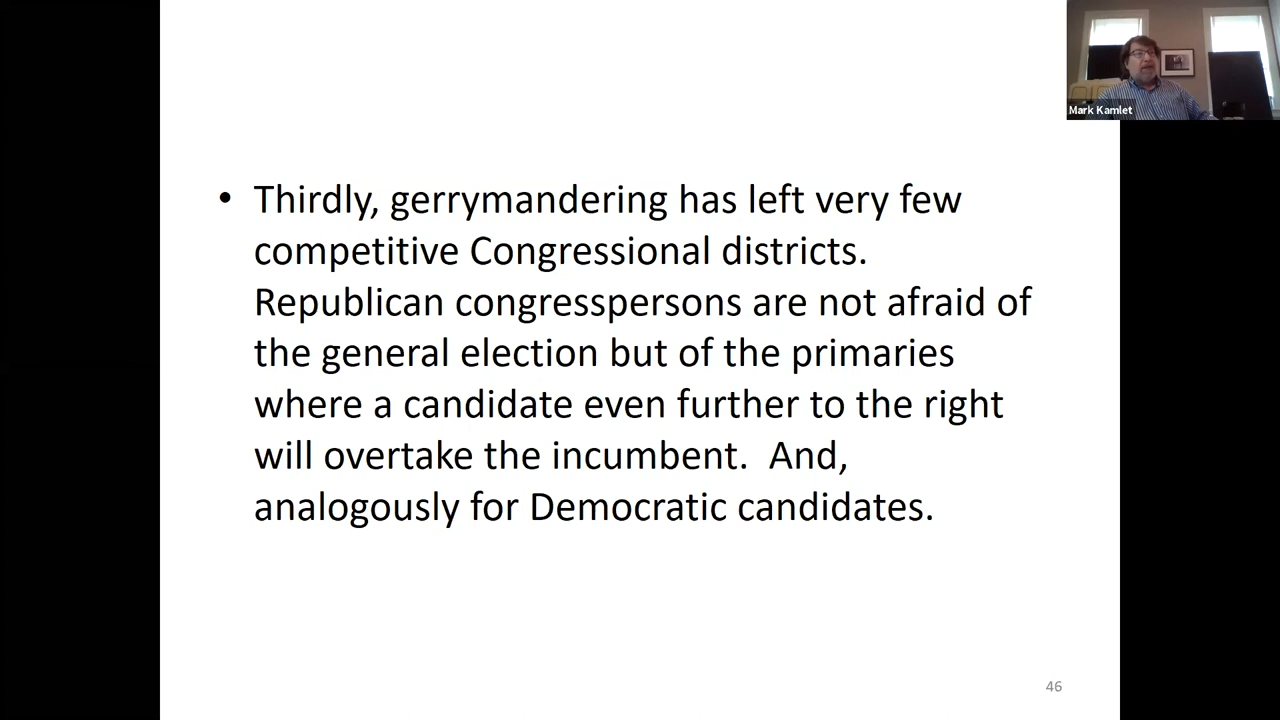 Mark Kamlet
• Thirdly, gerrymandering has left very few
competitive Congressional districts.
Republican congresspersons are not afraid of
the general election but of the primaries
where a candidate even further to the right
will overtake the incumbent.  And,
analogously for Democratic candidates.
46